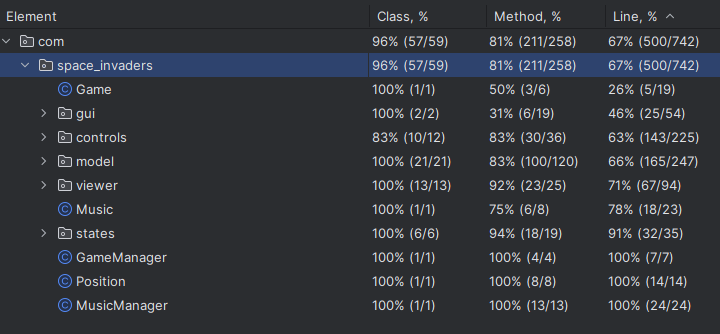 Element Class, % Method, % Line, %
com 96% (57/59) 81% (211/258) 67% (500/742)
space_invaders 96% (57/59) 81% (211/258) 67% (500/742)
Game 100% (1/1) 50% (3/6) 26% (5/19)
gui 100% (2/2) 31% (6/19) 46% (25/54)
controls 83% (10/12) 83% (30/36) 63% (143/225)
model 100% (21/21) 83% (100/120) 66% (165/247)
viewer 100% (13/13) 92% (23/25) 71% (67/94)
Music 100% (1/1) 75% (6/8) 78% (18/23)
states 100% (6/6) 94% (18/19) 91% (32/35)
GameManager 100% (1/1) 100% (4/4) 100% (7/7)
Position 100% (1/1) 100% (8/8) 100% (14/14)
MusicManager 100% (1/1) 100% (13/13) 100% (24/24)